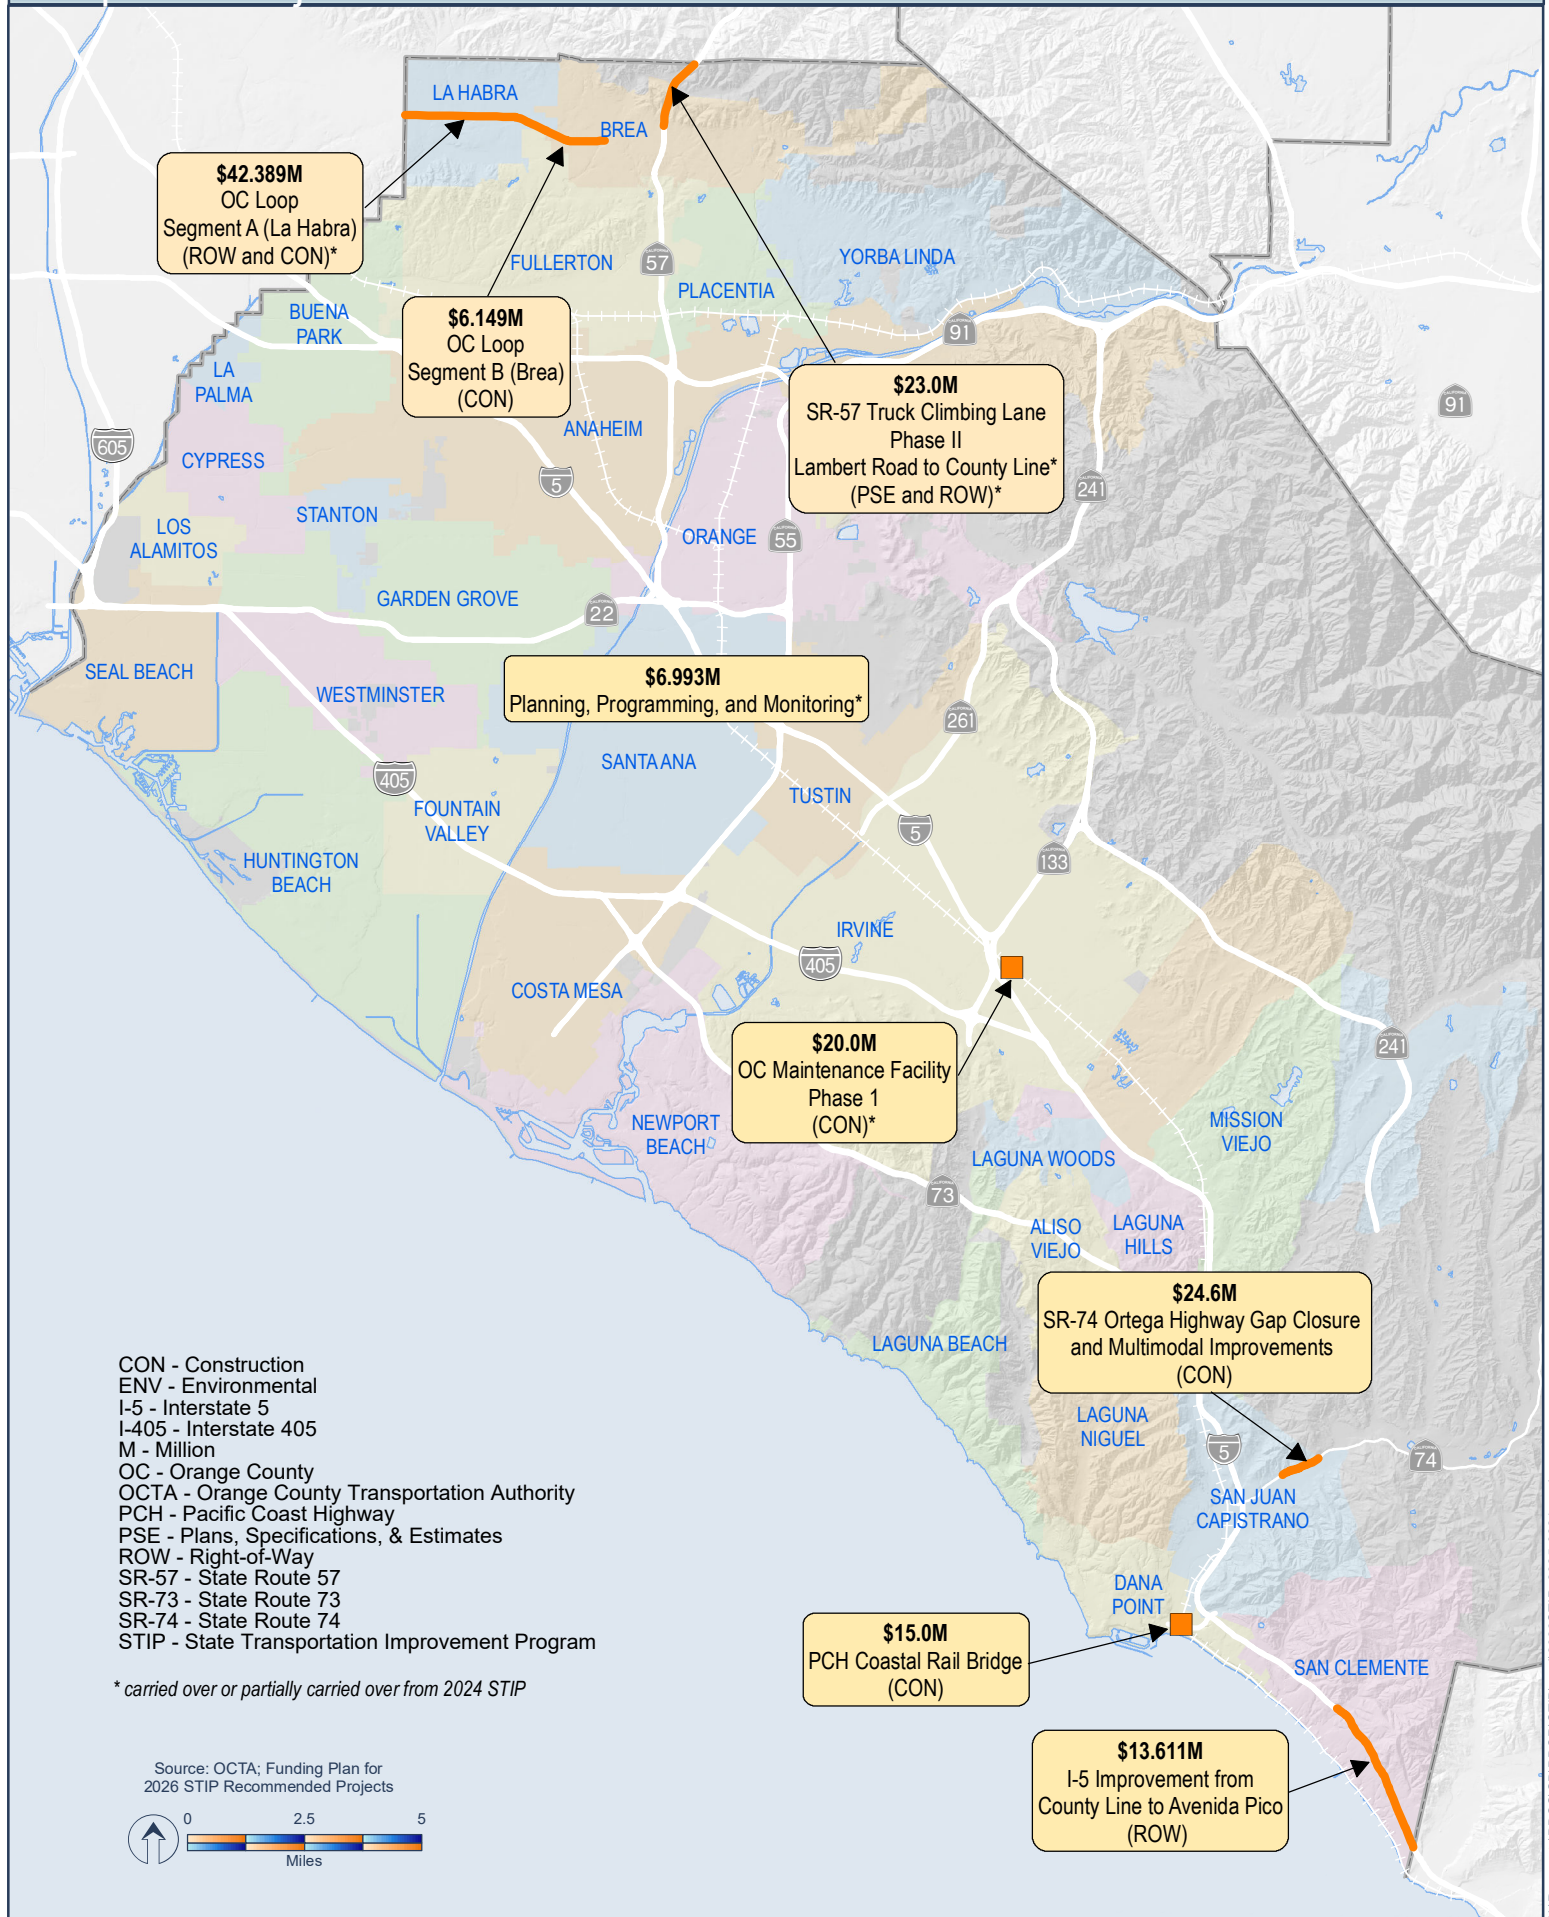 LA HABRA
BREA
$42.389M
OC Loop
Segment A (La Habra)
(ROW and CON)*
FULLERTON
57
PLACENTIA
YORBA LINDA
BUENA
PARK
$6.149M
OC Loop
Segment B (Brea)
(CON)
91
LA
PALMA
$23.0M
SR-57 Truck Climbing Lane
Phase II
Lambert Road to County Line*
(PSE and ROW)*
91
605
CYPRESS
ANAHEIM
5
241
STANTON
LOS
ALAMITOS
ORANGE
55
GARDEN GROVE
22
SEAL BEACH
WESTMINSTER
$6.993M
Planning, Programming, and Monitoring*
261
405
SANTA ANA
TUSTIN
FOUNTAIN
VALLEY
5
133
HUNTINGTON
BEACH
IRVINE
405
COSTA MESA
$20.0M
OC Maintenance Facility
Phase 1
(CON)*
241
NEWPORT
BEACH
MISSION
VIEJO
LAGUNA WOODS
73
ALISO
VIEJO
LAGUNA
HILLS
$24.6M
SR-74 Ortega Highway Gap Closure
and Multimodal Improvements
(CON)
LAGUNA BEACH
LAGUNA
NIGUEL
5
74
SAN JUAN
CAPISTRANO
DANA
POINT
$15.0M
PCH Coastal Rail Bridge
(CON)
SAN CLEMENTE
$13.611M
I-5 Improvement from
County Line to Avenida Pico
(ROW)
CON - Construction
ENV - Environmental
I-5 - Interstate 5
I-405 - Interstate 405
M - Million
OC - Orange County
OCTA - Orange County Transportation Authority
PCH - Pacific Coast Highway
PSE - Plans, Specifications, & Estimates
ROW - Right-of-Way
SR-57 - State Route 57
SR-73 - State Route 73
SR-74 - State Route 74
STIP - State Transportation Improvement Program
* carried over or partially carried over from 2024 STIP
Source: OCTA; Funding Plan for
2026 STIP Recommended Projects
0 2.5 5
Miles